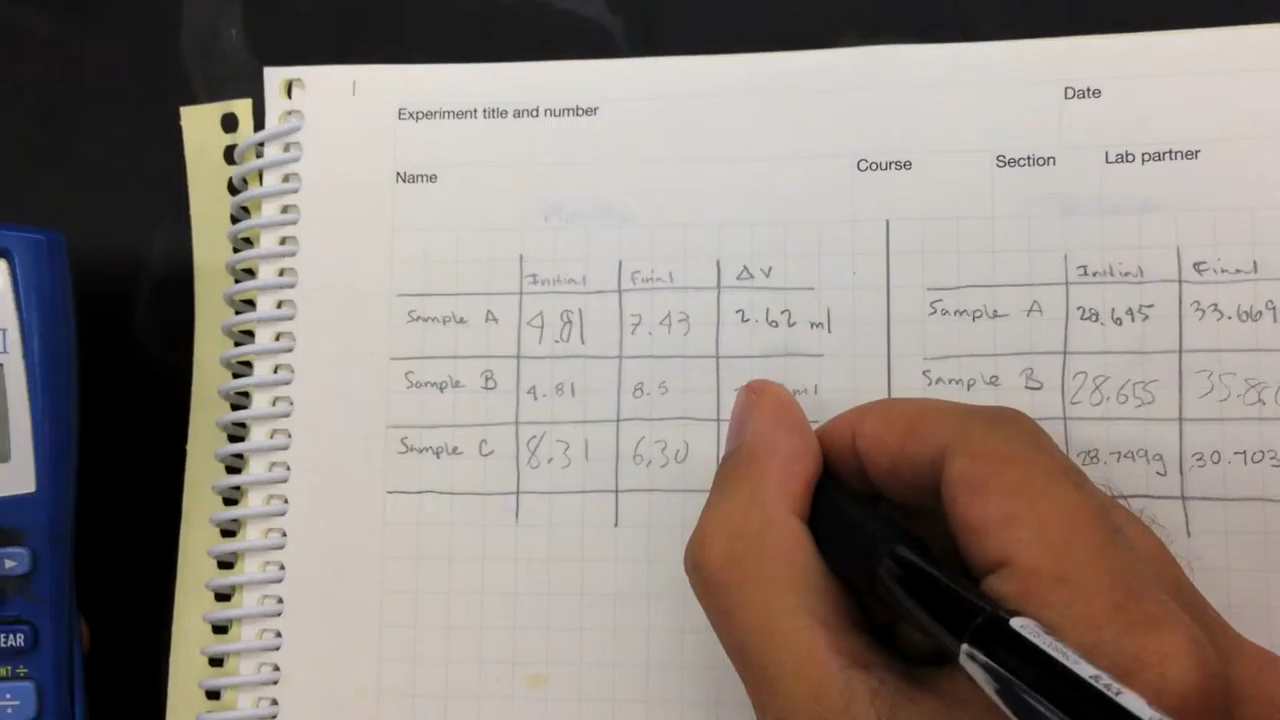 Date
Experiment title and number
Course Section Lab partner
Name
Initial Final Δ V
Initial Final
Sample A 4.81 7.43 2.62 ml
Sample A 28.645 33.669
Sample B 4.81 8.5 ml
Sample B 28.655
Sample C 8.31 6.30
28.749g 30.703
EAR